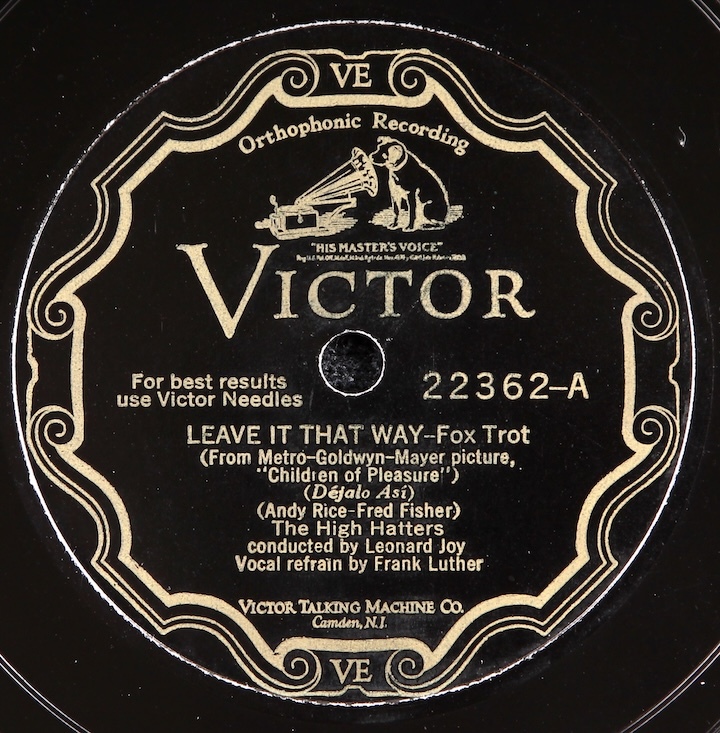 VE
Orthophonic Recording
"HIS MASTER'S VOICE"
VICTOR
For best results
use Victor Needles
22362-A
LEAVE IT THAT WAY--Fox Trot
(From Metro-Goldwyn-Mayer picture,
"Children of Pleasure")
(Déjalo Así)
(Andy Rice-Fred Fisher)
The High Hatters
conducted by Leonard Joy
Vocal refrain by Frank Luther
VICTOR TALKING MACHINE CO.
Camden, N.J.
VE